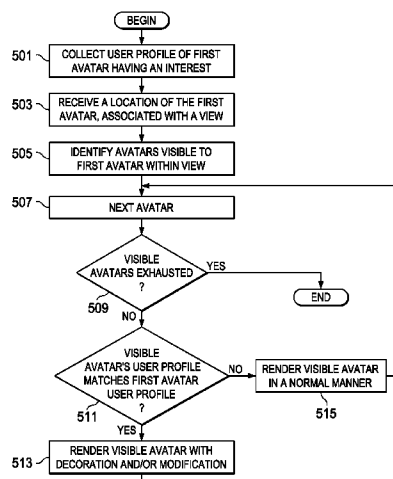 BEGIN
501
COLLECT USER PROFILE OF FIRST
AVATAR HAVING AN INTEREST
503
RECEIVE A LOCATION OF THE FIRST
AVATAR, ASSOCIATED WITH A VIEW
505
IDENTIFY AVATARS VISIBLE TO
FIRST AVATAR WITHIN VIEW
507
NEXT AVATAR
VISIBLE
AVATARS EXHAUSTED
?
509
YES
END
NO
VISIBLE
AVATAR'S USER PROFILE
MATCHES FIRST AVATAR
USER PROFILE
?
511
NO
RENDER VISIBLE AVATAR
IN A NORMAL MANNER
515
YES
513
RENDER VISIBLE AVATAR WITH
DECORATION AND/OR MODIFICATION